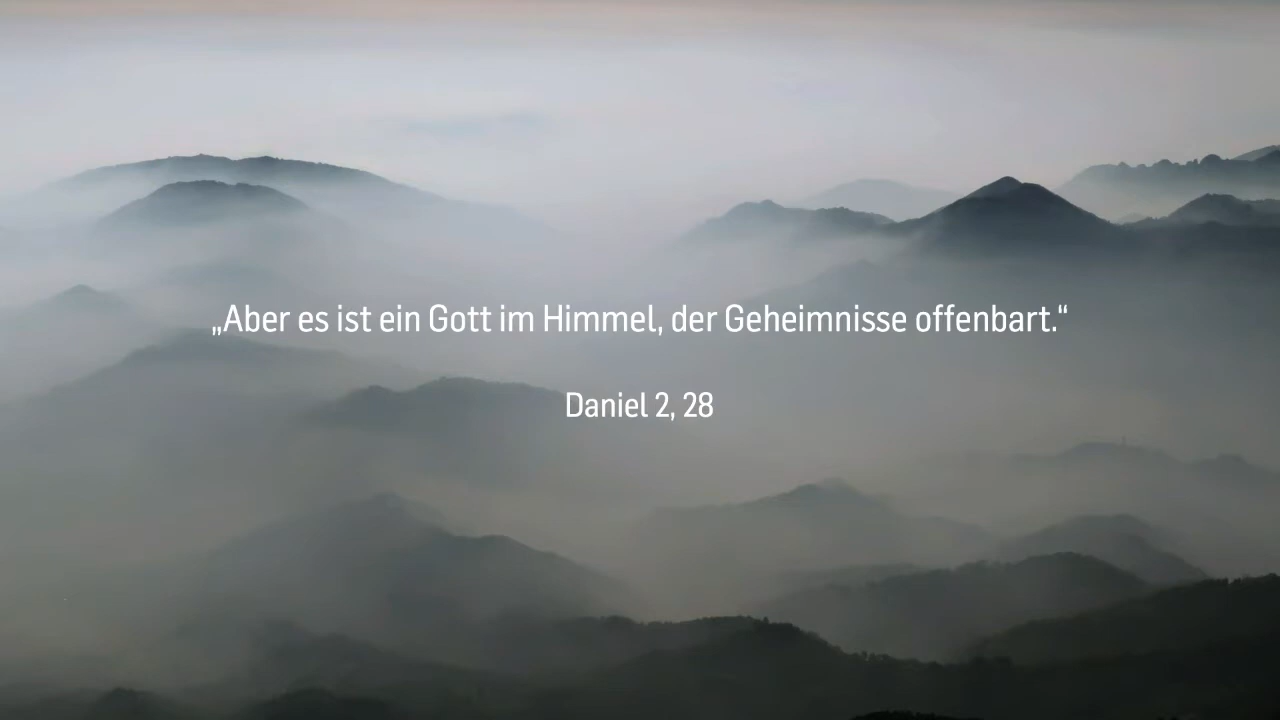 „Aber es ist ein Gott im Himmel, der Geheimnisse offenbart.“
Daniel 2, 28